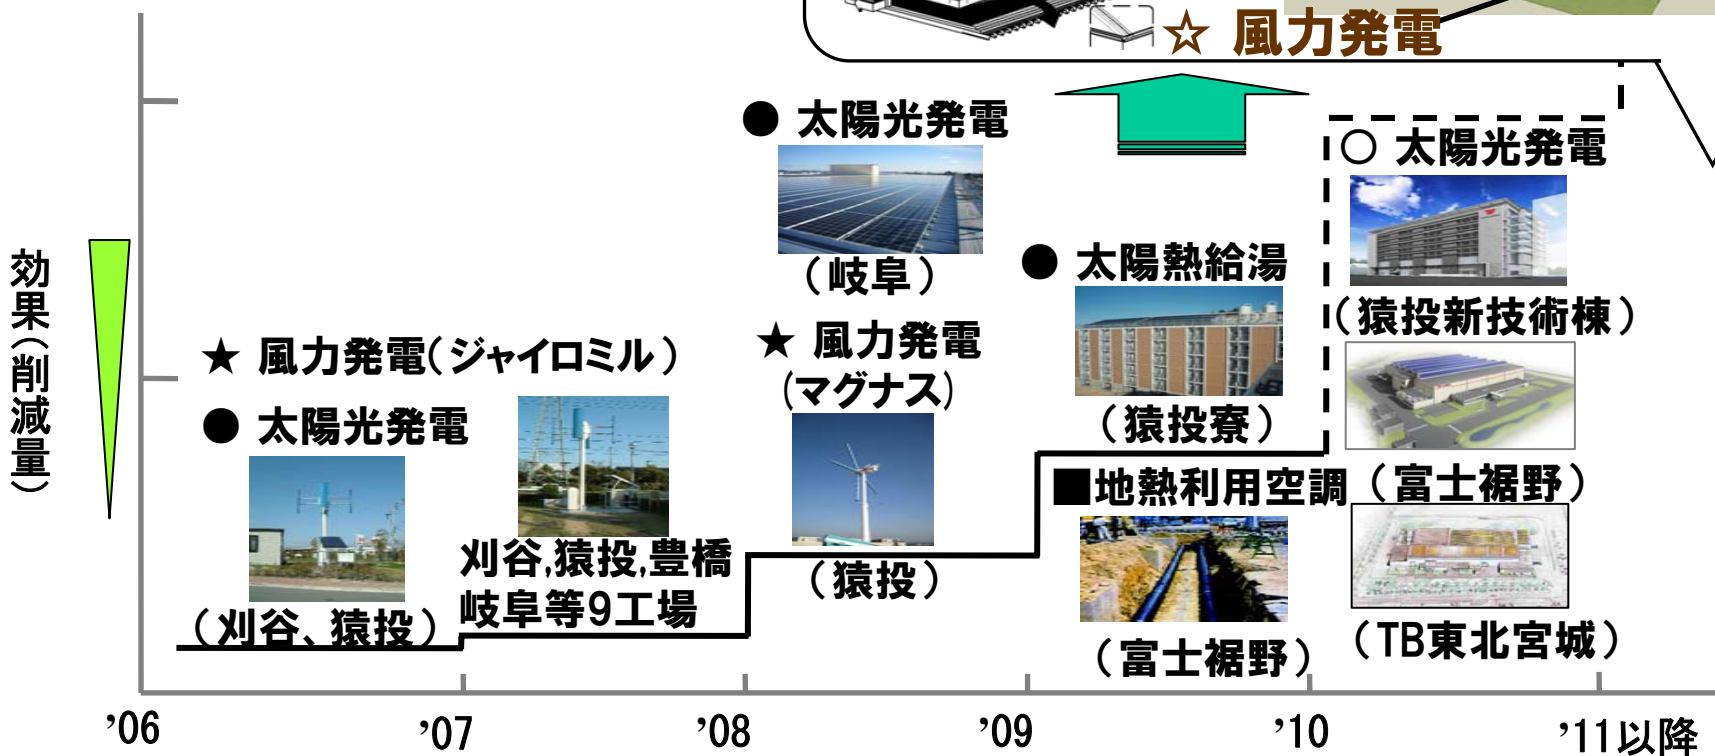 ☆ 風力発電
● 太陽光発電
(岐阜)
★ 風力発電
(マグナス)
(猿投)
● 太陽熱給湯
(猿投寮)
■地熱利用空調
(富士裾野)
○ 太陽光発電
(猿投新技術棟)
(富士裾野)
(TB東北宮城)
★ 風力発電(ジャイロミル)
● 太陽光発電
(刈谷、猿投)
刈谷,猿投,豊橋
岐阜等9工場
効果(削減量)
’06
’07
’08
’09
’10
’11以降